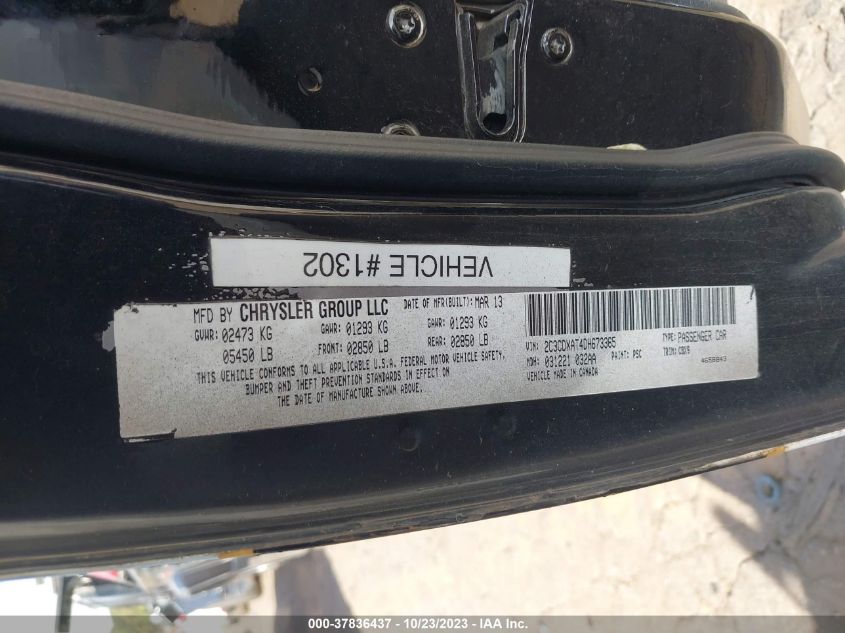 VEHICLE #1302
MFD BY CHRYSLER GROUP LLC DATE OF MFR(BUILT): MAR 13
GVWR: 02473 KG GAWR: 01293 KG GAWR: 01293 KG
05450 LB FRONT: 02850 LB REAR: 02850 LB
THIS VEHICLE CONFORMS TO ALL APPLICABLE U.S.A. FEDERAL MOTOR VEHICLE SAFETY,
BUMPER AND THEFT PREVENTION STANDARDS IN EFFECT ON
THE DATE OF MANUFACTURE SHOWN ABOVE.
VIN: 2C3CDXAT4DH673365 TYPE: PASSENGER CAR
MDH: 031221 032AA PAINT: PSC TRIM: C5X9
VEHICLE MADE IN CANADA 4658843
000-37836437 - 10/23/2023 - IAA Inc.